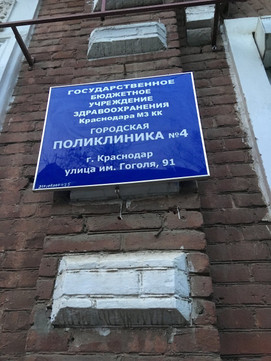 ГОСУДАРСТВЕННОЕ
БЮДЖЕТНОЕ
УЧРЕЖДЕНИЕ
ЗДРАВООХРАНЕНИЯ
Краснодара МЗ КК
ГОРОДСКАЯ
ПОЛИКЛИНИКА №4
г. Краснодар
улица им. Гоголя, 91